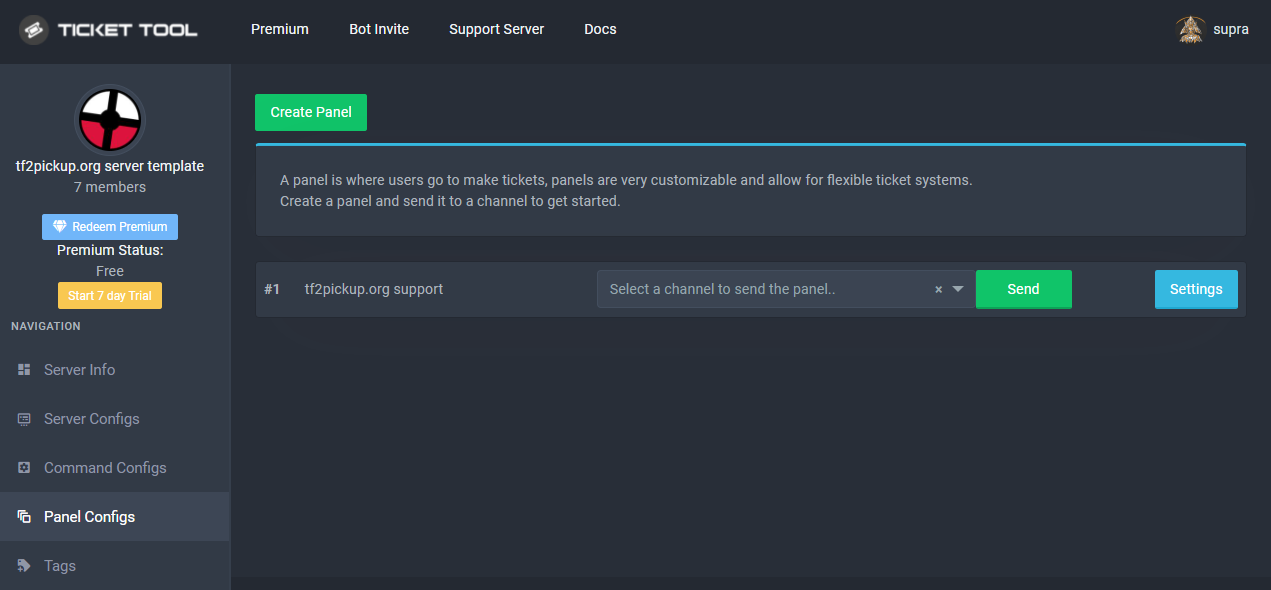 TICKET TOOL
Premium
Bot Invite
Support Server
Docs
supra
tf2pickup.org server template
7 members
Redeem Premium
Premium Status:
Free
Start 7 day Trial
NAVIGATION
Server Info
Server Configs
Command Configs
Panel Configs
Tags
Create Panel
A panel is where users go to make tickets, panels are very customizable and allow for flexible ticket systems.
Create a panel and send it to a channel to get started.
#1 tf2pickup.org support Select a channel to send the panel.. × Send Settings